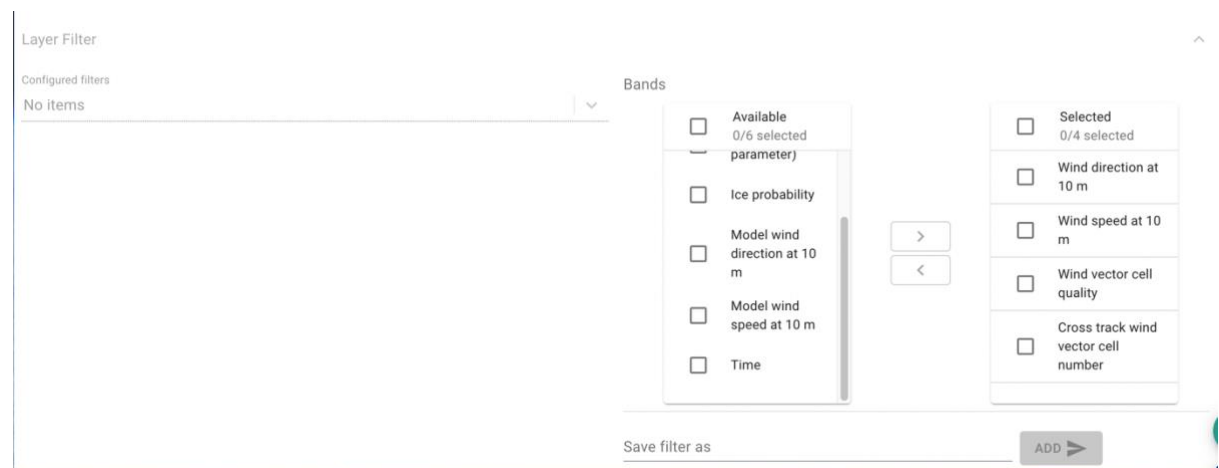 Layer Filter
Configured filters
No items
Bands
Available
0/6 selected
parameter)
Ice probability
Model wind
direction at 10
m
Model wind
speed at 10 m
Time
>
<
Selected
0/4 selected
Wind direction at
10 m
Wind speed at 10
m
Wind vector cell
quality
Cross track wind
vector cell
number
Save filter as
ADD